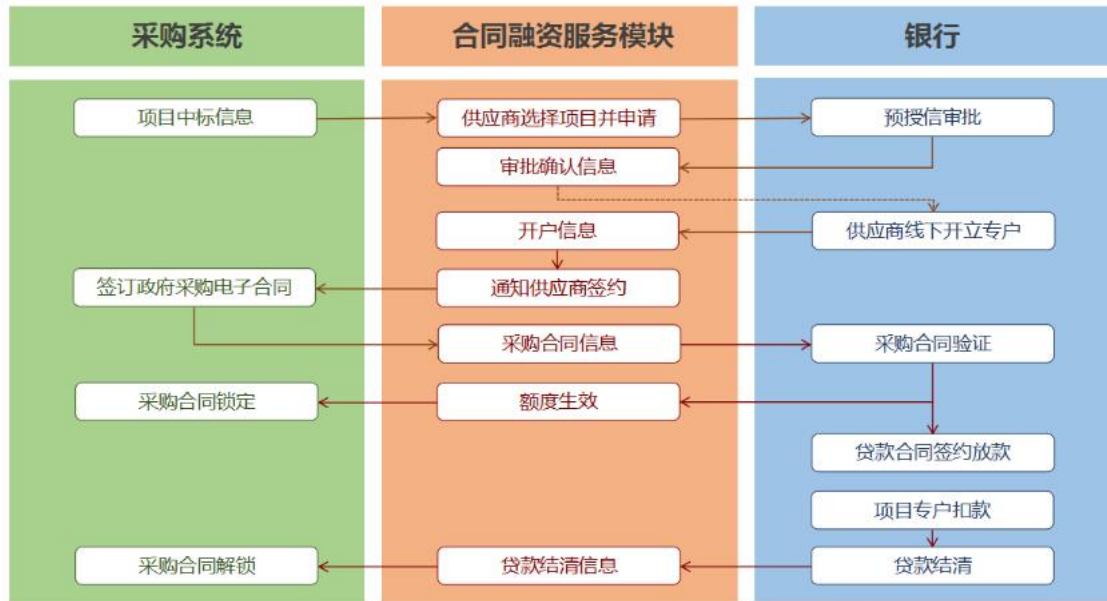 采购系统
合同融资服务模块
银行
项目中标信息
供应商选择项目并申请
预授信审批
审批确认信息
开户信息
供应商线下开立专户
签订政府采购电子合同
通知供应商签约
采购合同信息
采购合同验证
采购合同锁定
额度生效
贷款合同签约放款
项目专户扣款
采购合同解锁
贷款结清信息
贷款结清